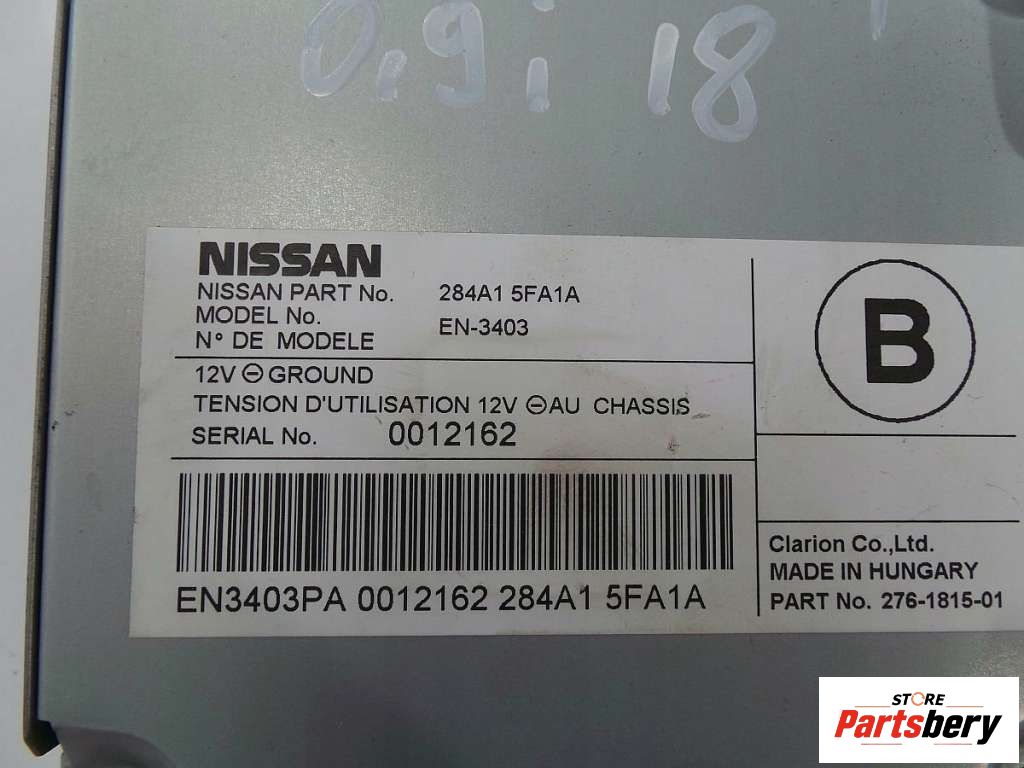 0,9i 18
NISSAN
NISSAN PART No. 284A1 5FA1A
MODEL No. EN-3403
N° DE MODELE
12V ⊖ GROUND
TENSION D'UTILISATION 12V ⊖AU CHASSIS
SERIAL No. 0012162
EN3403PA 0012162 284A1 5FA1A
B
Clarion Co.,Ltd.
MADE IN HUNGARY
PART No. 276-1815-01
STORE
Partsbery